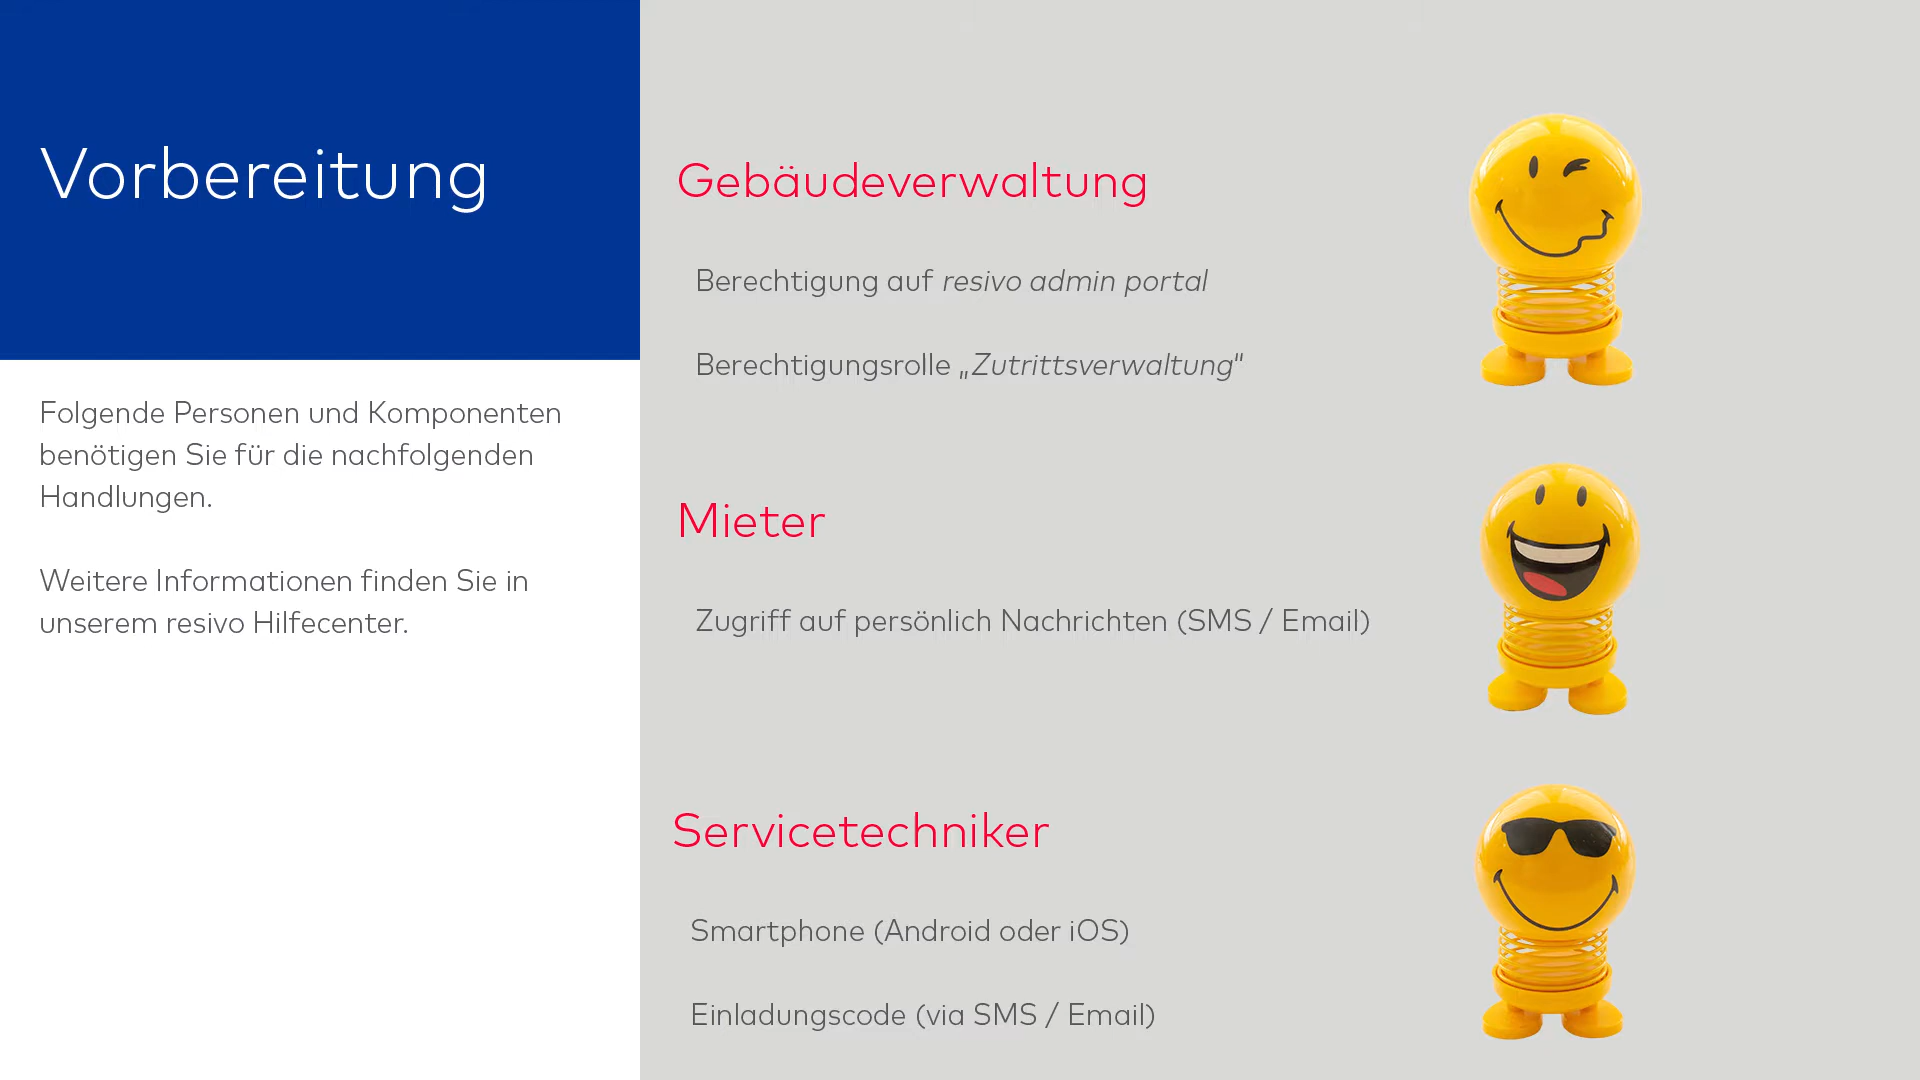 Vorbereitung
Folgende Personen und Komponenten
benötigen Sie für die nachfolgenden
Handlungen.
Weitere Informationen finden Sie in
unserem resivo Hilfecenter.
Gebäudeverwaltung
Berechtigung auf resivo admin portal
Berechtigungsrolle „Zutrittsverwaltung“
Mieter
Zugriff auf persönlich Nachrichten (SMS / Email)
Servicetechniker
Smartphone (Android oder iOS)
Einladungscode (via SMS / Email)